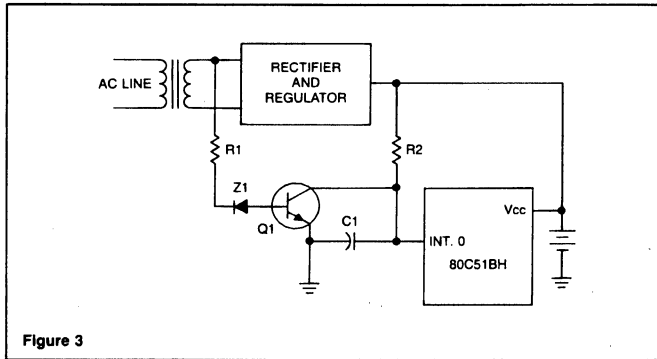 AC LINE
RECTIFIER
AND
REGULATOR
R1
R2
Z1
Q1
C1
Vcc
INT. 0
80C51BH
Figure 3